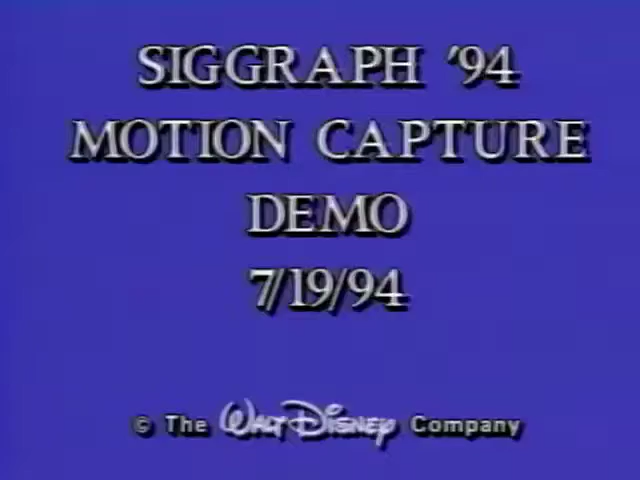 SIGGRAPH '94
MOTION CAPTURE
DEMO
7/19/94
© The Walt Disney Company